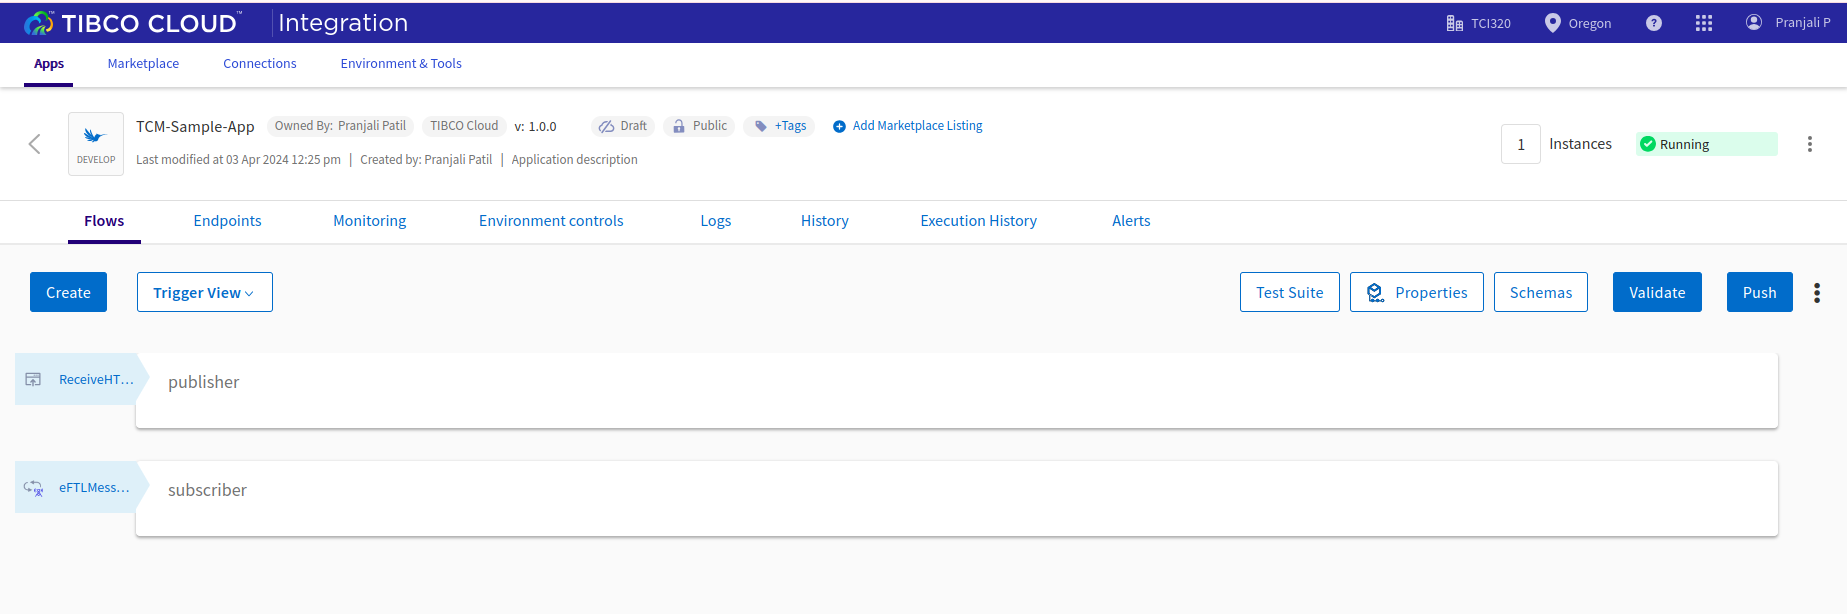 TIBCO CLOUD™ Integration TCI320 Oregon ? Pranjali P
Apps Marketplace Connections Environment & Tools
TCM-Sample-App Owned By: Pranjali Patil TIBCO Cloud v: 1.0.0 Draft Public +Tags Add Marketplace Listing
DEVELOP
Last modified at 03 Apr 2024 12:25 pm | Created by: Pranjali Patil | Application description
1 Instances Running
Flows Endpoints Monitoring Environment controls Logs History Execution History Alerts
Create Trigger View Test Suite Properties Schemas Validate Push
ReceiveHT... publisher
eFTLMess... subscriber